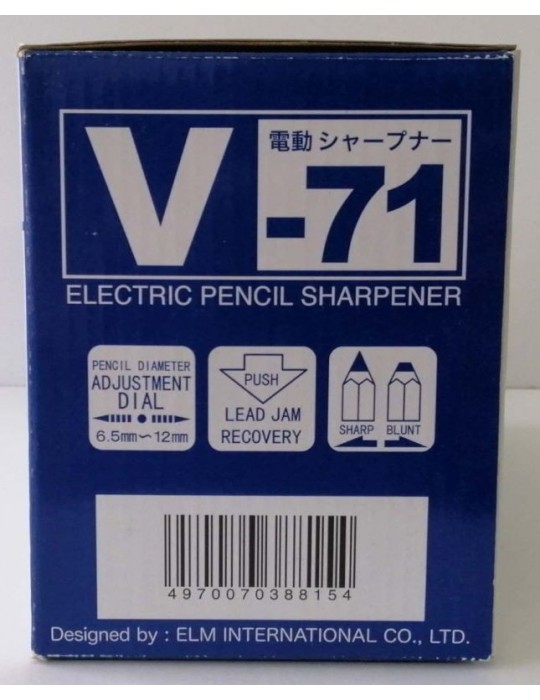 V
電動シャープナー
-71
ELECTRIC PENCIL SHARPENER
PENCIL DIAMETER
ADJUSTMENT
DIAL
6.5mm~12mm
PUSH
LEAD JAM
RECOVERY
SHARP BLUNT
4970070388154
Designed by : ELM INTERNATIONAL CO., LTD.